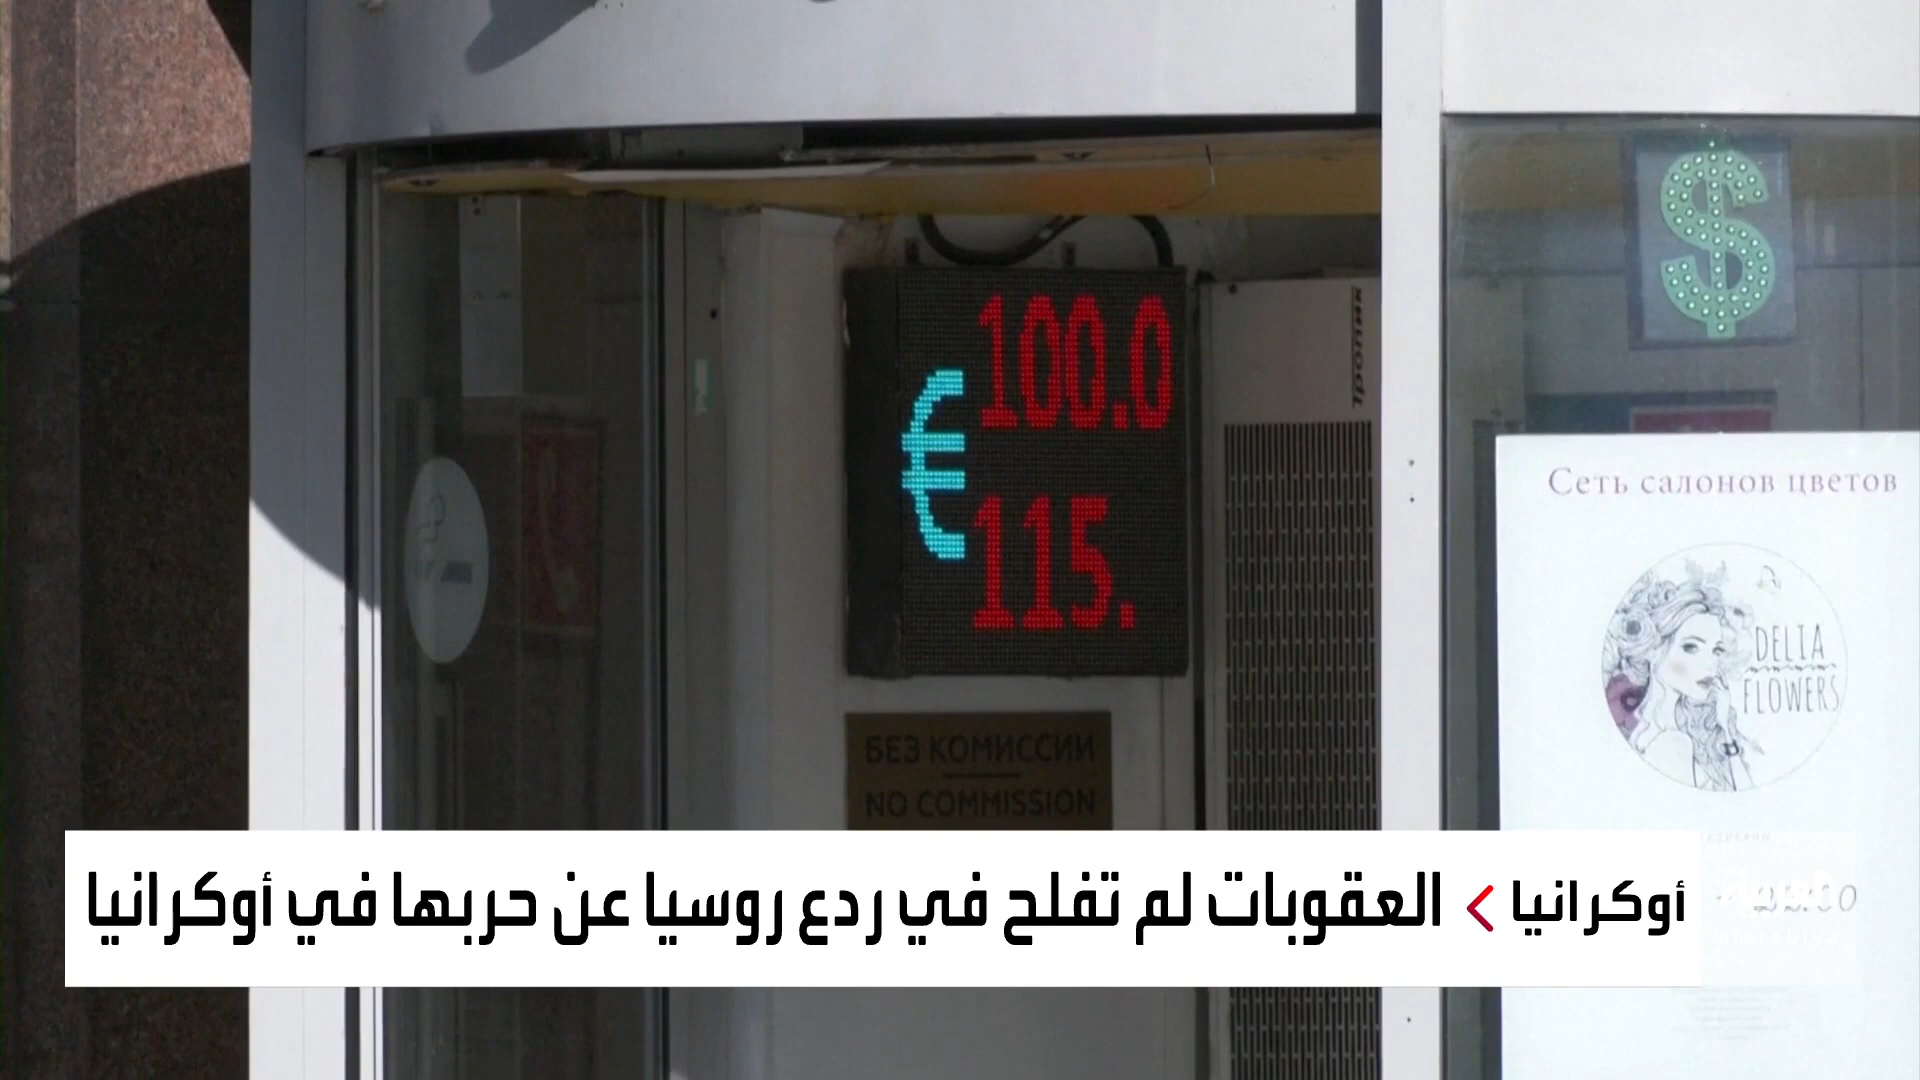 $
100.0
€
115.
Тропик
Сеть салонов цветов
DELIA
FLOWERS
БЕЗ КОМИССИИ
NO COMMISSION
أوكرانيا > العقوبات لم تفلح في ردع روسيا عن حربها في أوكرانيا